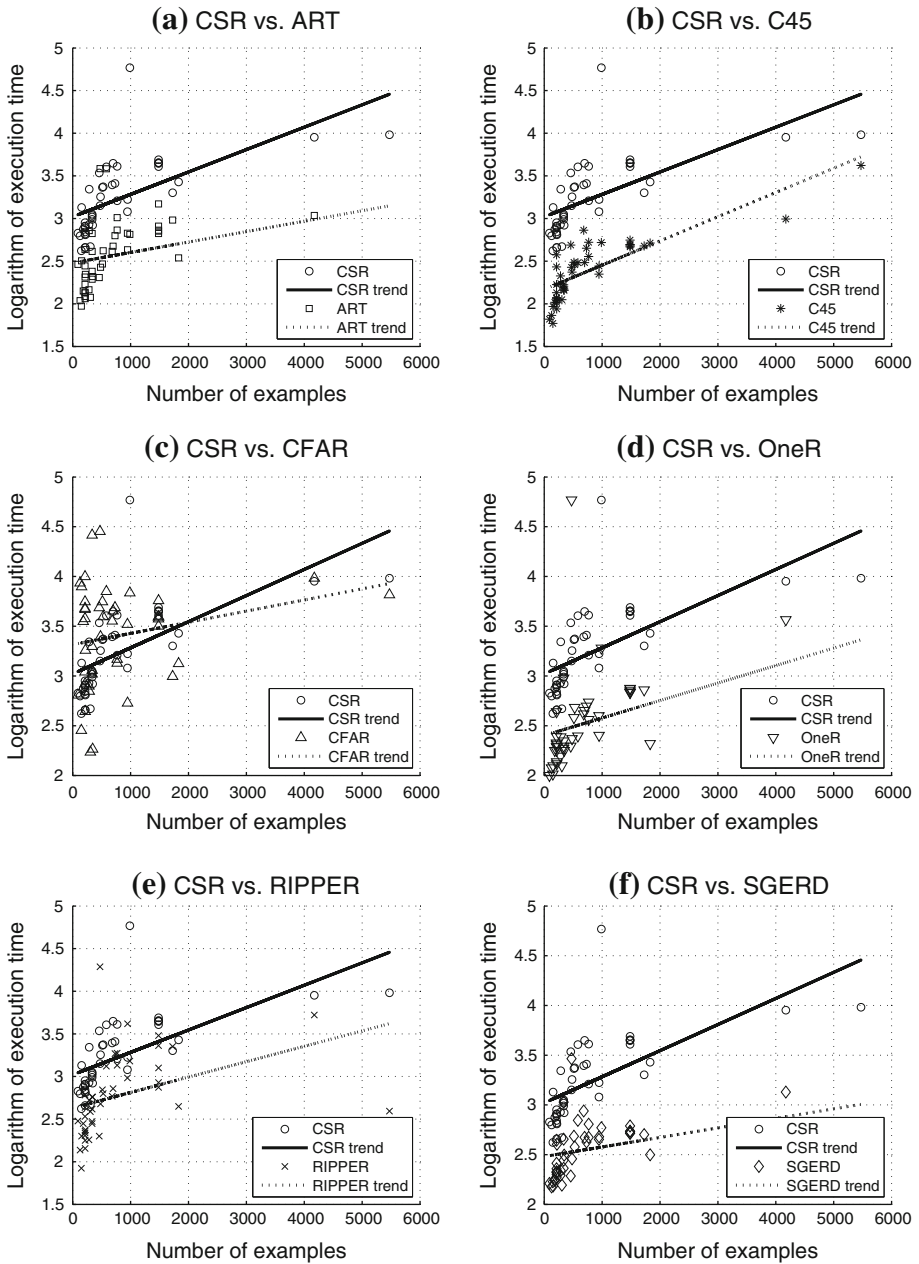 (a) CSR vs. ART
Logarithm of execution time
5
4.5
4
3.5
3
2.5
2
1.5
0 1000 2000 3000 4000 5000 6000
Number of examples
CSR
CSR trend
ART
ART trend
(b) CSR vs. C45
Logarithm of execution time
5
4.5
4
3.5
3
2.5
2
1.5
0 1000 2000 3000 4000 5000 6000
Number of examples
CSR
CSR trend
C45
C45 trend
(c) CSR vs. CFAR
Logarithm of execution time
5
4.5
4
3.5
3
2.5
2
0 1000 2000 3000 4000 5000 6000
Number of examples
CSR
CSR trend
CFAR
CFAR trend
(d) CSR vs. OneR
Logarithm of execution time
5
4.5
4
3.5
3
2.5
2
0 1000 2000 3000 4000 5000 6000
Number of examples
CSR
CSR trend
OneR
OneR trend
(e) CSR vs. RIPPER
Logarithm of execution time
5
4.5
4
3.5
3
2.5
2
1.5
0 1000 2000 3000 4000 5000 6000
Number of examples
CSR
CSR trend
RIPPER
RIPPER trend
(f) CSR vs. SGERD
Logarithm of execution time
5
4.5
4
3.5
3
2.5
2
0 1000 2000 3000 4000 5000 6000
Number of examples
CSR
CSR trend
SGERD
SGERD trend